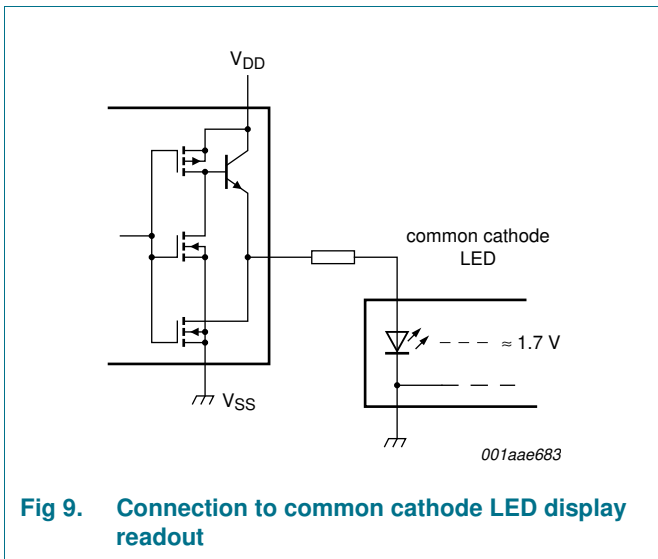 VDD
common cathode
LED
≈ 1.7 V
VSS
001aae683
Fig 9. Connection to common cathode LED display
readout